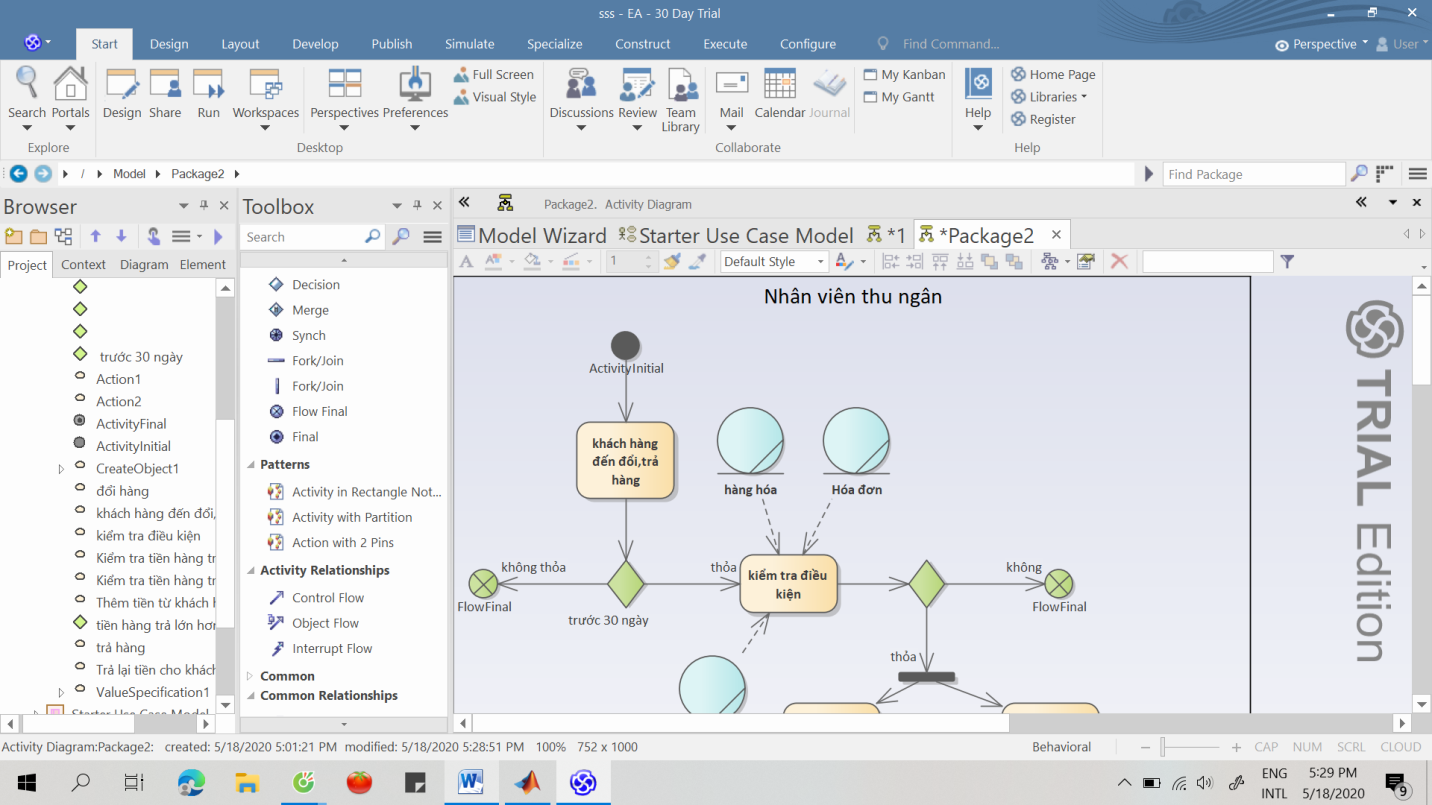 sss - EA - 30 Day Trial
Start Design Layout Develop Publish Simulate Specialize Construct Execute Configure Find Command... Perspective User
Search Portals Design Share Run Workspaces Perspectives Preferences Full Screen
Visual Style
Discussions Review Team
Library
Mail Calendar Journal My Kanban
My Gantt
Help Home Page
Libraries
Register
Explore Desktop Collaborate Help
/ Model Package2 Find Package
Browser
Project Context Diagram Element
trước 30 ngày
Action1
Action2
ActivityFinal
ActivityInitial
CreateObject1
đổi hàng
khách hàng đến đổi,
kiểm tra điều kiện
Kiểm tra tiền hàng tr
Kiểm tra tiền hàng tr
Thêm tiền từ khách h
tiền hàng trả lớn hơn
trả hàng
Trả lại tiền cho khách
ValueSpecification1
Starter Use Case Model
Toolbox
Search
Decision
Merge
Synch
Fork/Join
Fork/Join
Flow Final
Final
Patterns
Activity in Rectangle Not...
Activity with Partition
Action with 2 Pins
Activity Relationships
Control Flow
Object Flow
Interrupt Flow
Common
Common Relationships
Package2. Activity Diagram
Model Wizard Starter Use Case Model *1 *Package2
1 Default Style
Nhân viên thu ngân
ActivityInitial
khách hàng
đến đổi,trả
hàng
hàng hóa
Hóa đơn
không thỏa
thỏa
kiểm tra điều
kiện
không
FlowFinal
FlowFinal
trước 30 ngày
thỏa
TRIAL Edition
Activity Diagram:Package2: created: 5/18/2020 5:01:21 PM modified: 5/18/2020 5:28:51 PM 100% 752 x 1000 Behavioral CAP NUM SCRL CLOUD
ENG
INTL
5:29 PM
5/18/2020
9